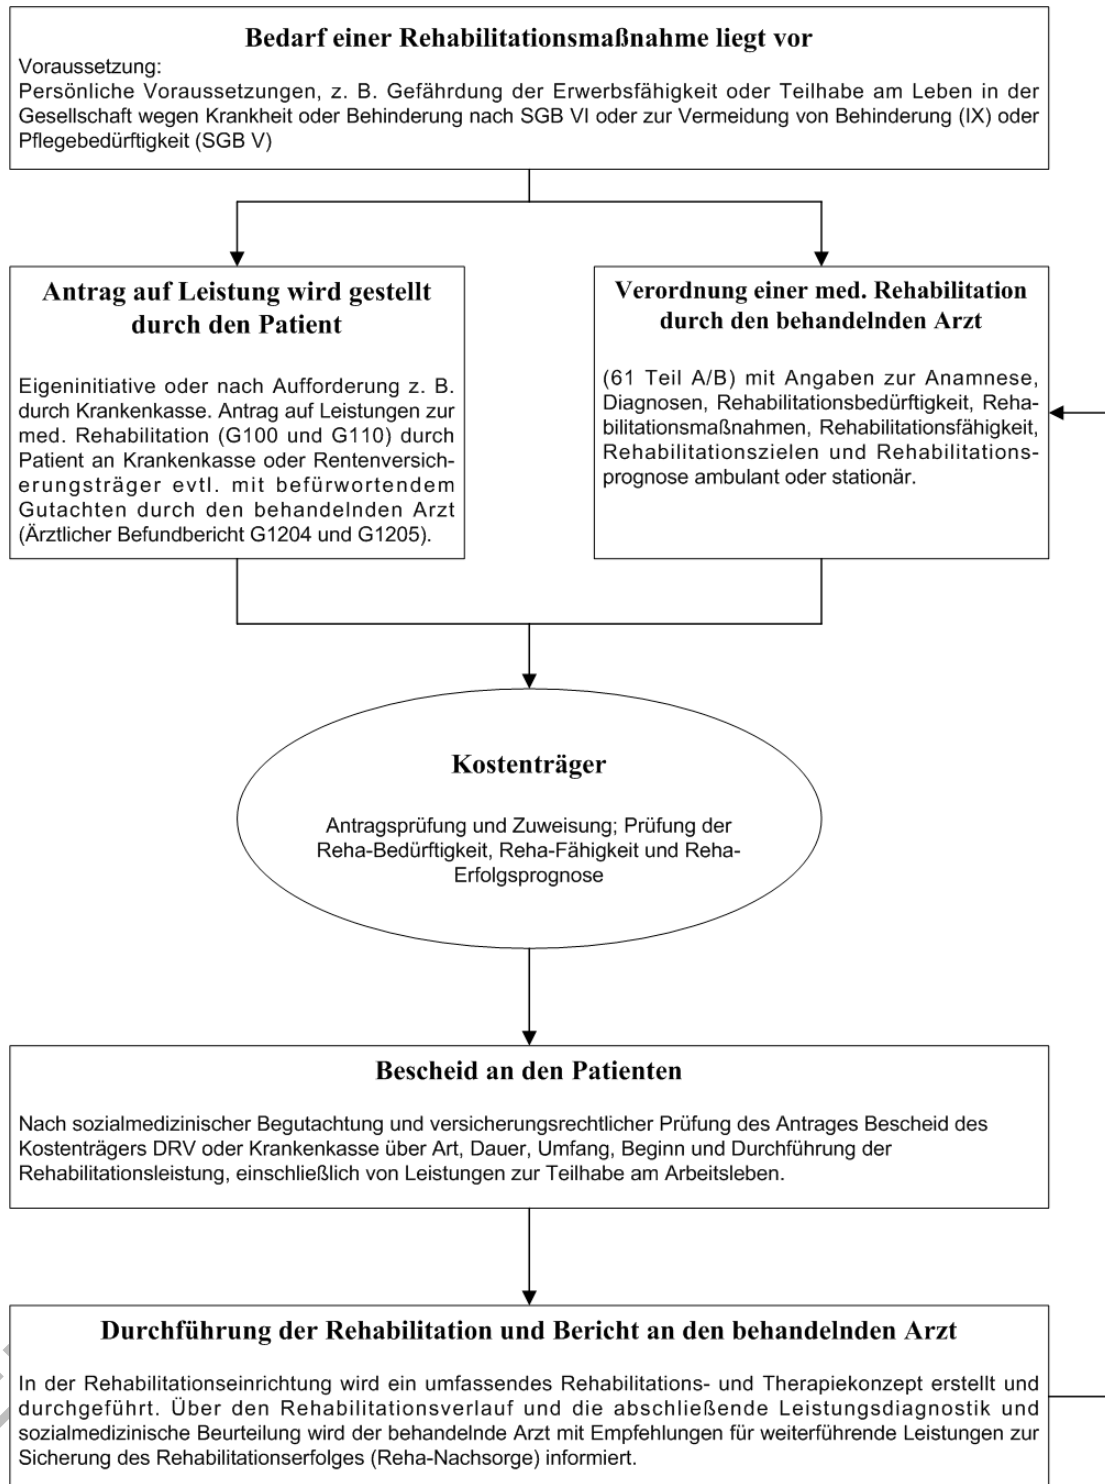 Bedarf einer Rehabilitationsmaßnahme liegt vor
Voraussetzung:
Persönliche Voraussetzungen, z. B. Gefährdung der Erwerbsfähigkeit oder Teilhabe am Leben in der
Gesellschaft wegen Krankheit oder Behinderung nach SGB VI oder zur Vermeidung von Behinderung (IX) oder
Pflegebedürftigkeit (SGB V)
Antrag auf Leistung wird gestellt
durch den Patient
Eigeninitiative oder nach Aufforderung z. B.
durch Krankenkasse. Antrag auf Leistungen zur
med. Rehabilitation (G100 und G110) durch
Patient an Krankenkasse oder Rentenversich-
erungsträger evtl. mit befürwortendem
Gutachten durch den behandelnden Arzt
(Ärztlicher Befundbericht G1204 und G1205).
Verordnung einer med. Rehabilitation
durch den behandelnden Arzt
(61 Teil A/B) mit Angaben zur Anamnese,
Diagnosen, Rehabilitationsbedürftigkeit, Reha-
bilitationsmaßnahmen, Rehabilitationsfähigkeit,
Rehabilitationszielen und Rehabilitations-
prognose ambulant oder stationär.
Kostenträger
Antragsprüfung und Zuweisung; Prüfung der
Reha-Bedürftigkeit, Reha-Fähigkeit und Reha-
Erfolgsprognose
Bescheid an den Patienten
Nach sozialmedizinischer Begutachtung und versicherungsrechtlicher Prüfung des Antrages Bescheid des
Kostenträgers DRV oder Krankenkasse über Art, Dauer, Umfang, Beginn und Durchführung der
Rehabilitationsleistung, einschließlich von Leistungen zur Teilhabe am Arbeitsleben.
Durchführung der Rehabilitation und Bericht an den behandelnden Arzt
In der Rehabilitationseinrichtung wird ein umfassendes Rehabilitations- und Therapiekonzept erstellt und
durchgeführt. Über den Rehabilitationsverlauf und die abschließende Leistungsdiagnostik und
sozialmedizinische Beurteilung wird der behandelnde Arzt mit Empfehlungen für weiterführende Leistungen zur
Sicherung des Rehabilitationserfolges (Reha-Nachsorge) informiert.